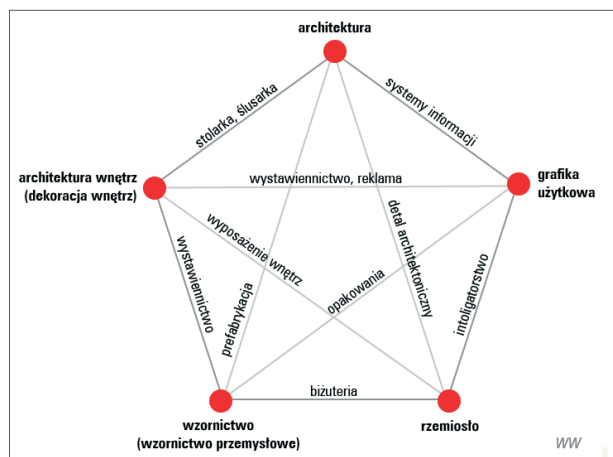 architektura
stolarka, ślusarka
systemy informacji
architektura wnętrz
(dekoracja wnętrz)
wystawiennictwo, reklama
grafika
użytkowa
wyposażenie wnętrz
detal architektoniczny
wystawiennictwo
prefabrykacja
opakowania
intoligatorstwo
biżuteria
wzornictwo
(wzornictwo przemysłowe)
rzemiosło
WW